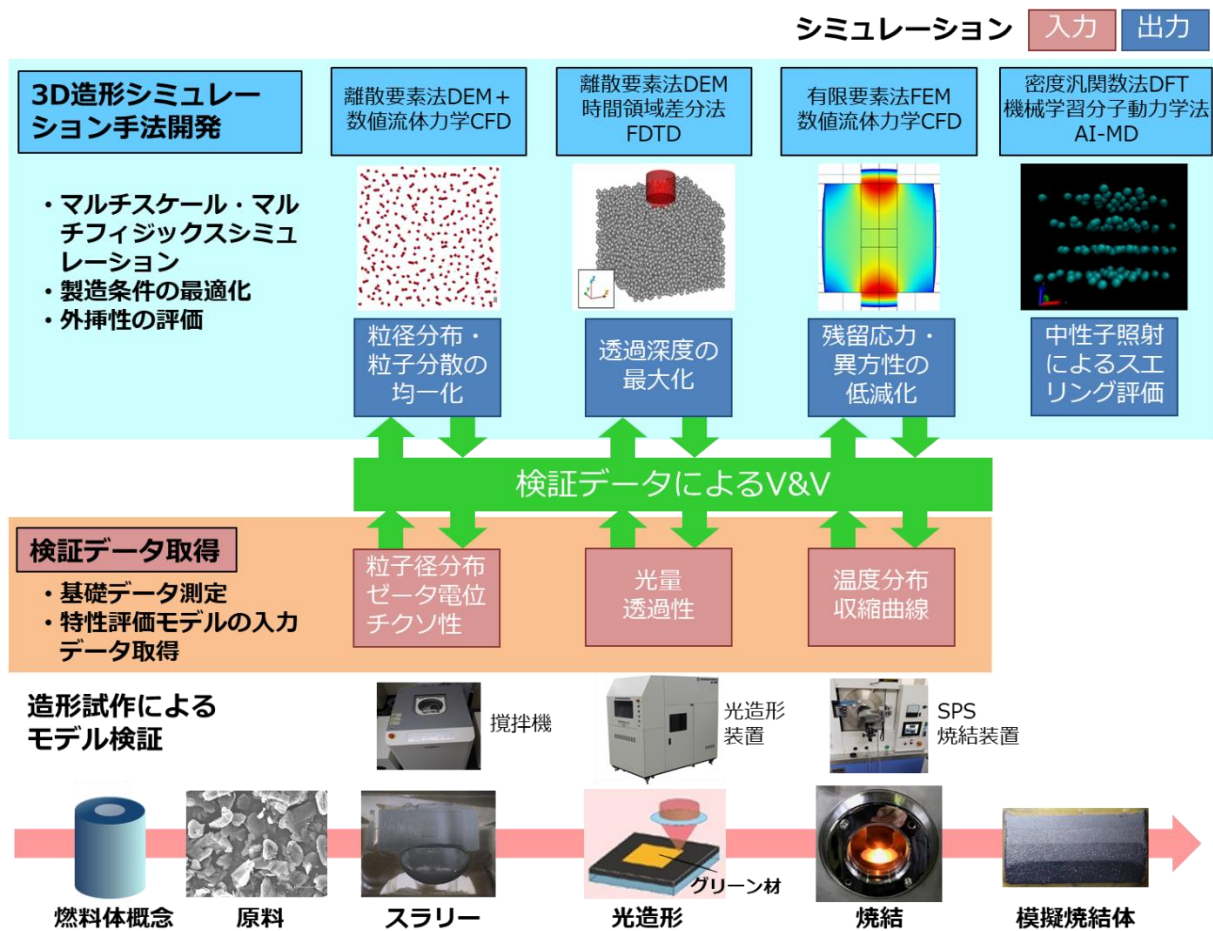 シミュレーション 入力 出力
3D造形シミュレー
ション手法開発
・マルチスケール・マル
チフィジックスシミュ
レーション
・製造条件の最適化
・外挿性の評価
離散要素法DEM＋
数値流体力学CFD
離散要素法DEM
時間領域差分法
FDTD
有限要素法FEM
数値流体力学CFD
密度汎関数法DFT
機械学習分子動力学法
AI-MD
粒径分布・
粒子分散の
均一化
透過深度の
最大化
残留応力・
異方性の
低減化
中性子照射
によるスエ
リング評価
検証データによるV&V
検証データ取得
・基礎データ測定
・特性評価モデルの入力
データ取得
粒子径分布
ゼータ電位
チクソ性
光量
透過性
温度分布
収縮曲線
造形試作による
モデル検証
撹拌機
光造形
装置
SPS
焼結装置
グリーン材
燃料体概念
原料
スラリー
光造形
焼結
模擬焼結体